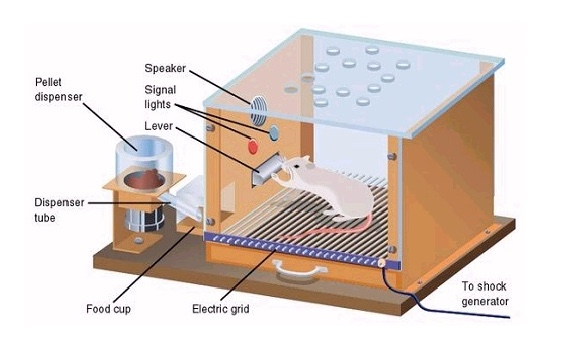 Speaker
Pellet
dispenser
Signal
lights
Lever
Dispenser
tube
Food cup
Electric grid
To shock
generator